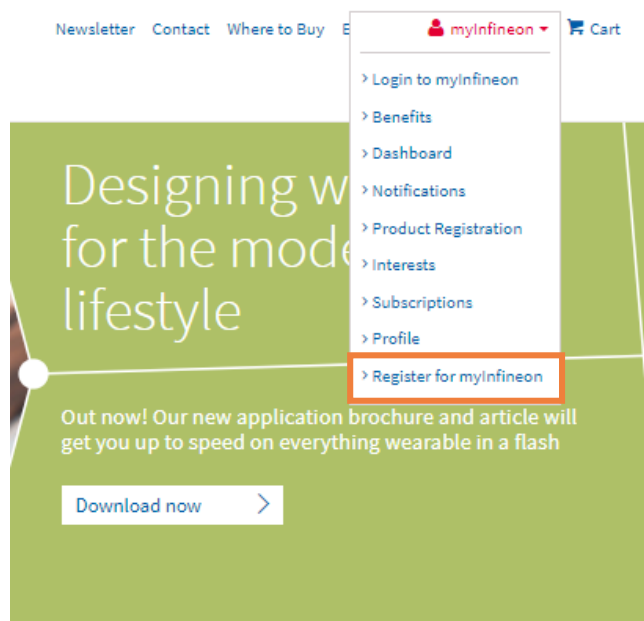 Newsletter Contact Where to Buy
myInfineon
Cart
Login to myInfineon
Benefits
Dashboard
Notifications
Product Registration
Interests
Subscriptions
Profile
Register for myInfineon
Designing w
for the mode
lifestyle
Out now! Our new application brochure and article will
get you up to speed on everything wearable in a flash
Download now